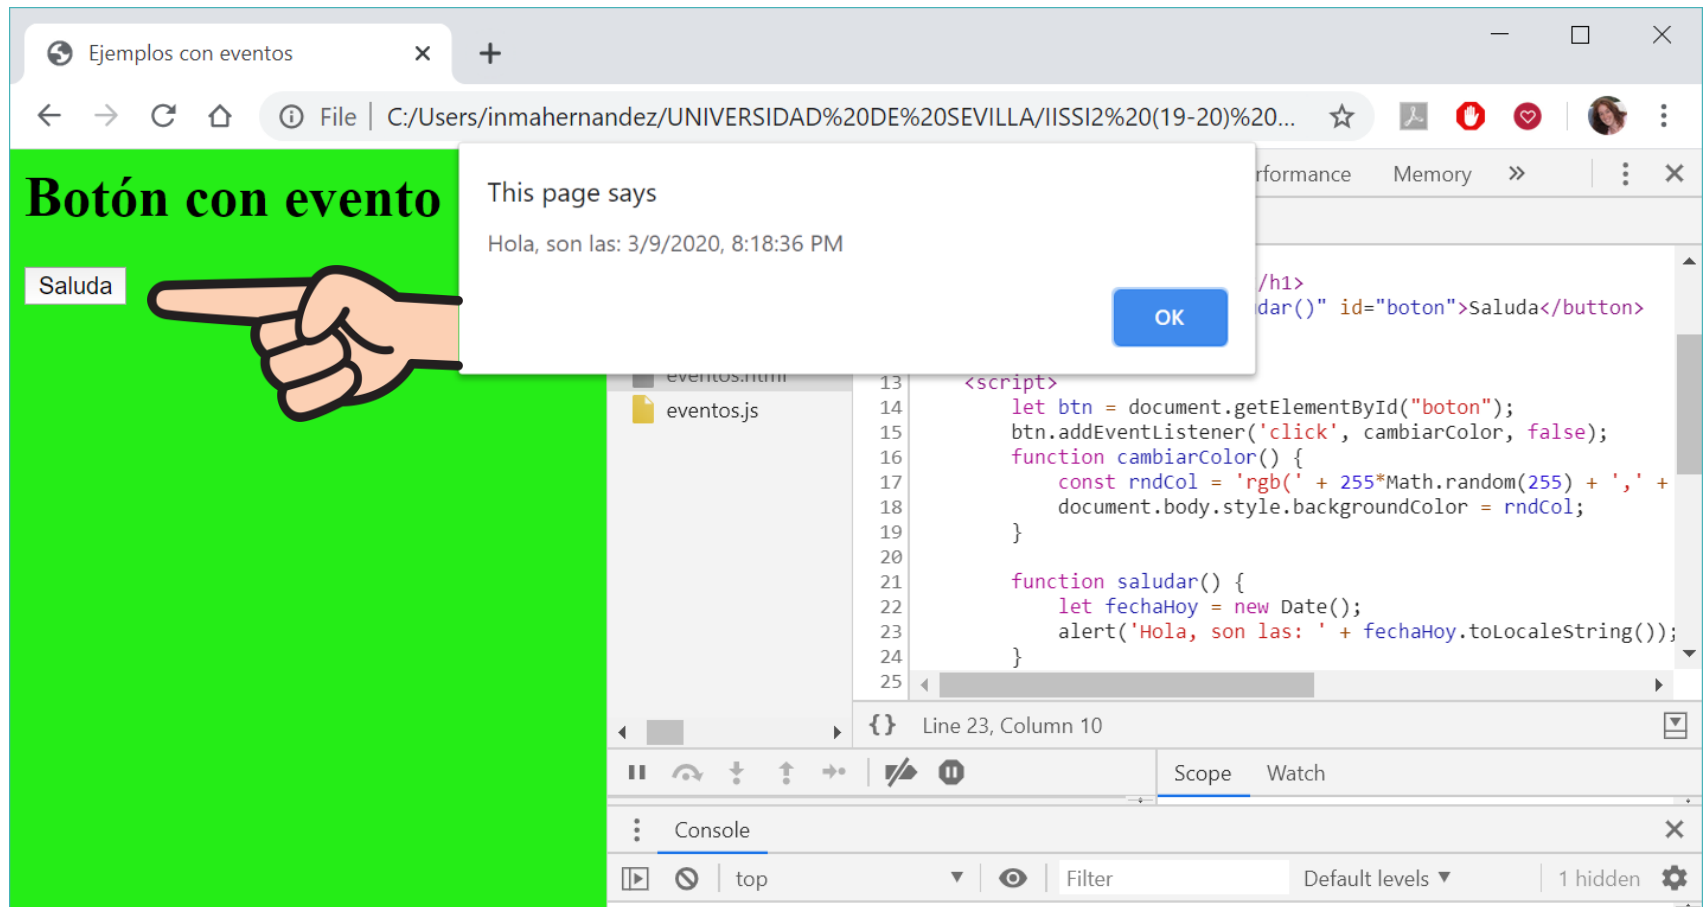 Ejemplos con eventos
File C:/Users/inmahernandez/UNIVERSIDAD%20DE%20SEVILLA/IISSI2%20(19-20)%20...
Botón con evento
Saluda
This page says
Hola, son las: 3/9/2020, 8:18:36 PM
OK
rformance Memory »
/h1>
dar()" id="boton">Saluda</button>
eventos.html
eventos.js
13 <script>
14 let btn = document.getElementById("boton");
15 btn.addEventListener('click', cambiarColor, false);
16 function cambiarColor() {
17 const rndCol = 'rgb(' + 255*Math.random(255) + ',' +
18 document.body.style.backgroundColor = rndCol;
19 }
20
21 function saludar() {
22 let fechaHoy = new Date();
23 alert('Hola, son las: ' + fechaHoy.toLocaleString());
24 }
25
{} Line 23, Column 10
Scope Watch
Console
top Filter Default levels 1 hidden